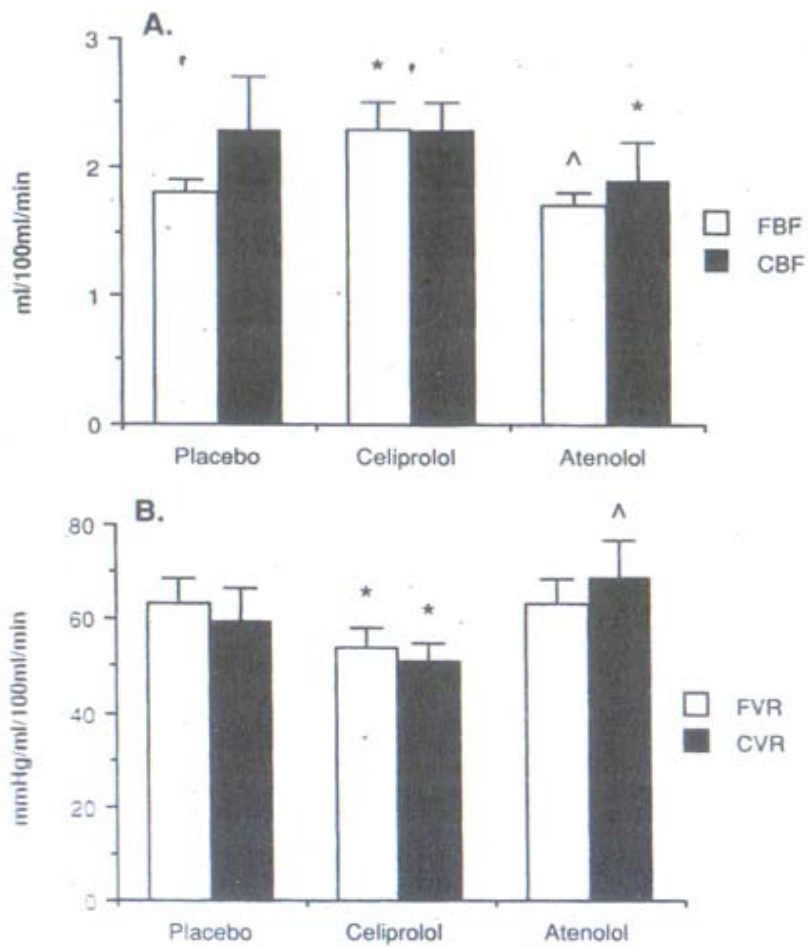 A.
3
2
1
0
ml/100ml/min
* 
^
*
Placebo Celiprolol Atenolol
FBF
CBF
B.
80
60
40
20
0
mmHg/ml/100ml/min
*
*
^
Placebo Celiprolol Atenolol
FVR
CVR